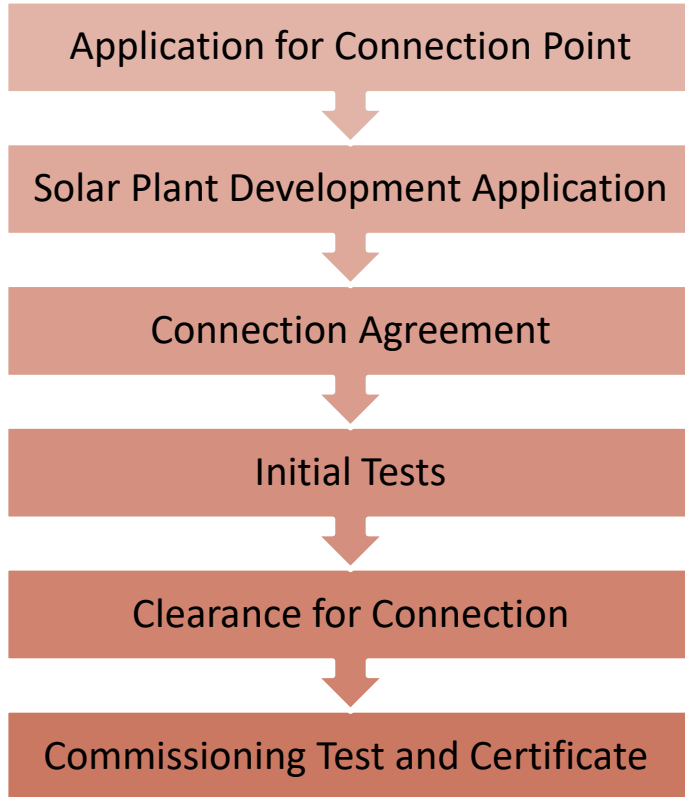 Application for Connection Point
Solar Plant Development Application
Connection Agreement
Initial Tests
Clearance for Connection
Commissioning Test and Certificate